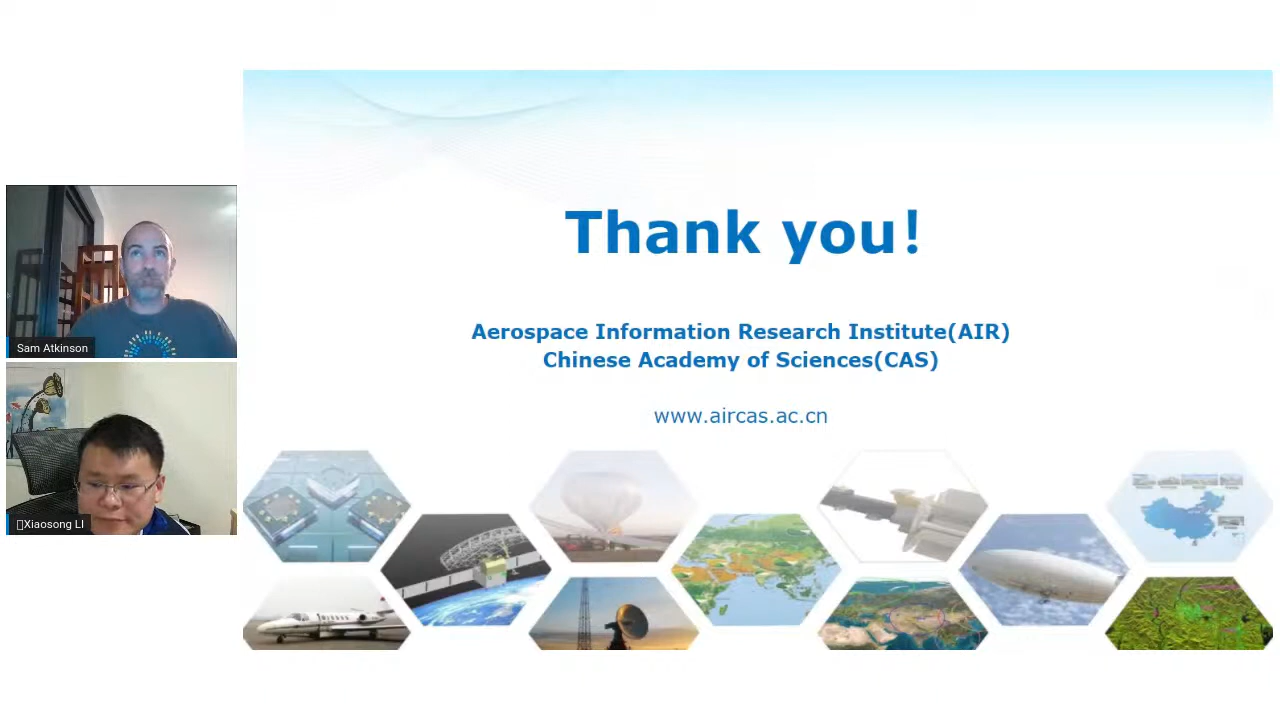 Thank you!
Aerospace Information Research Institute(AIR)
Chinese Academy of Sciences(CAS)
www.aircas.ac.cn
Sam Atkinson
Xiaosong LI